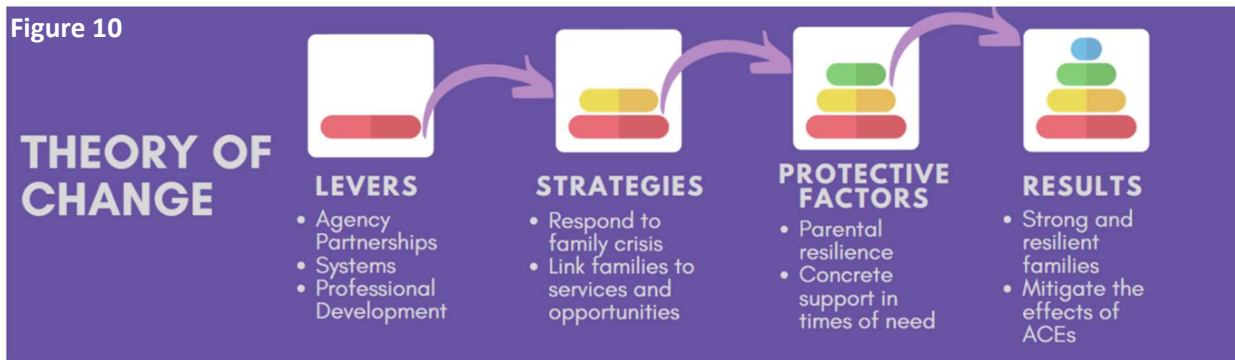 Figure 10
THEORY OF
CHANGE
LEVERS
• Agency
Partnerships
• Systems
• Professional
Development
STRATEGIES
• Respond to
family crisis
• Link families to
services and
opportunities
PROTECTIVE
FACTORS
• Parental
resilience
• Concrete
support in
times of need
RESULTS
• Strong and
resilient
families
• Mitigate the
effects of
ACEs